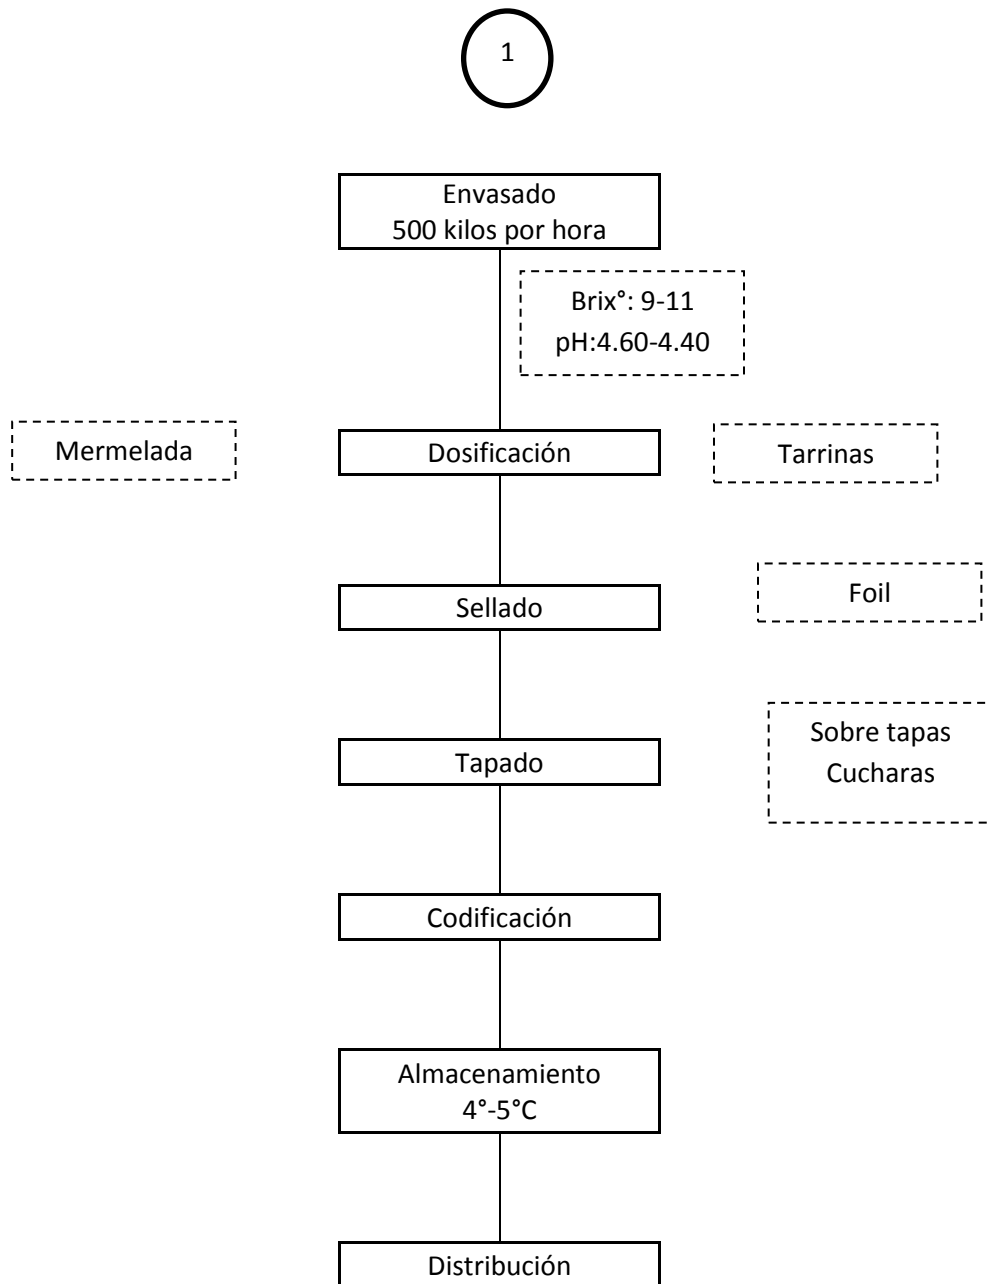 1
Envasado
500 kilos por hora
Brix°: 9-11
pH:4.60-4.40
Mermelada
Dosificación
Tarrinas
Sellado
Foil
Sobre tapas
Tapado
Cucharas
Codificación
Almacenamiento
4°-5°C
Distribución